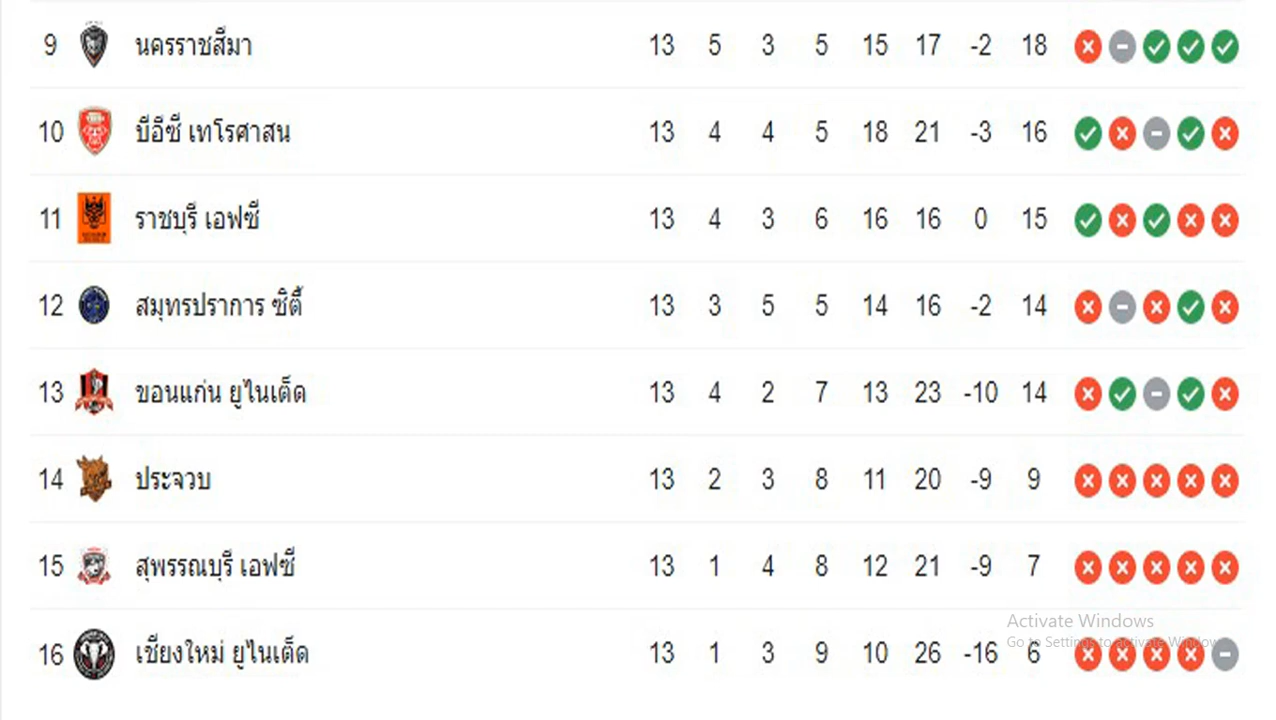 9 นครราชสีมา 13 5 3 5 15 17 -2 18
10 บีอีซี เทโรศาสน 13 4 4 5 18 21 -3 16
11 ราชบุรี เอฟซี 13 4 3 6 16 16 0 15
12 สมุทรปราการ ซิตี้ 13 3 5 5 14 16 -2 14
13 ขอนแก่น ยูไนเต็ด 13 4 2 7 13 23 -10 14
14 ประจวบ 13 2 3 8 11 20 -9 9
15 สุพรรณบุรี เอฟซี 13 1 4 8 12 21 -9 7
Activate Windows
Go to Settings to activate Windows
16 เชียงใหม่ ยูไนเต็ด 13 1 3 9 10 26 -16 6